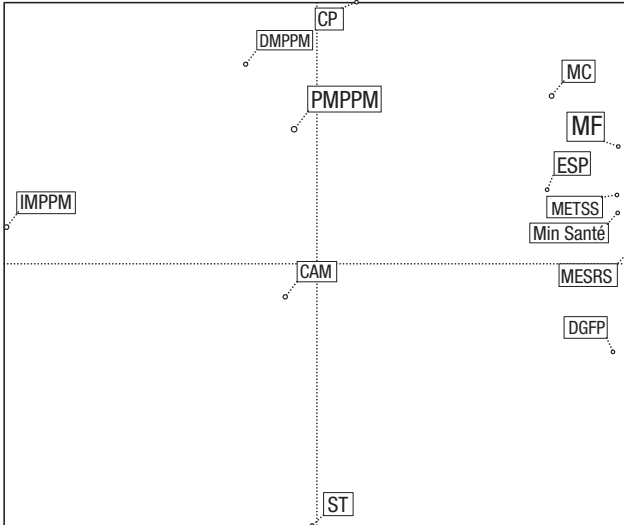 CP
DMPPM
MC
PMPPM
MF
ESP
IMPPM
METSS
Min Santé
CAM
MESRS
DGFP
ST